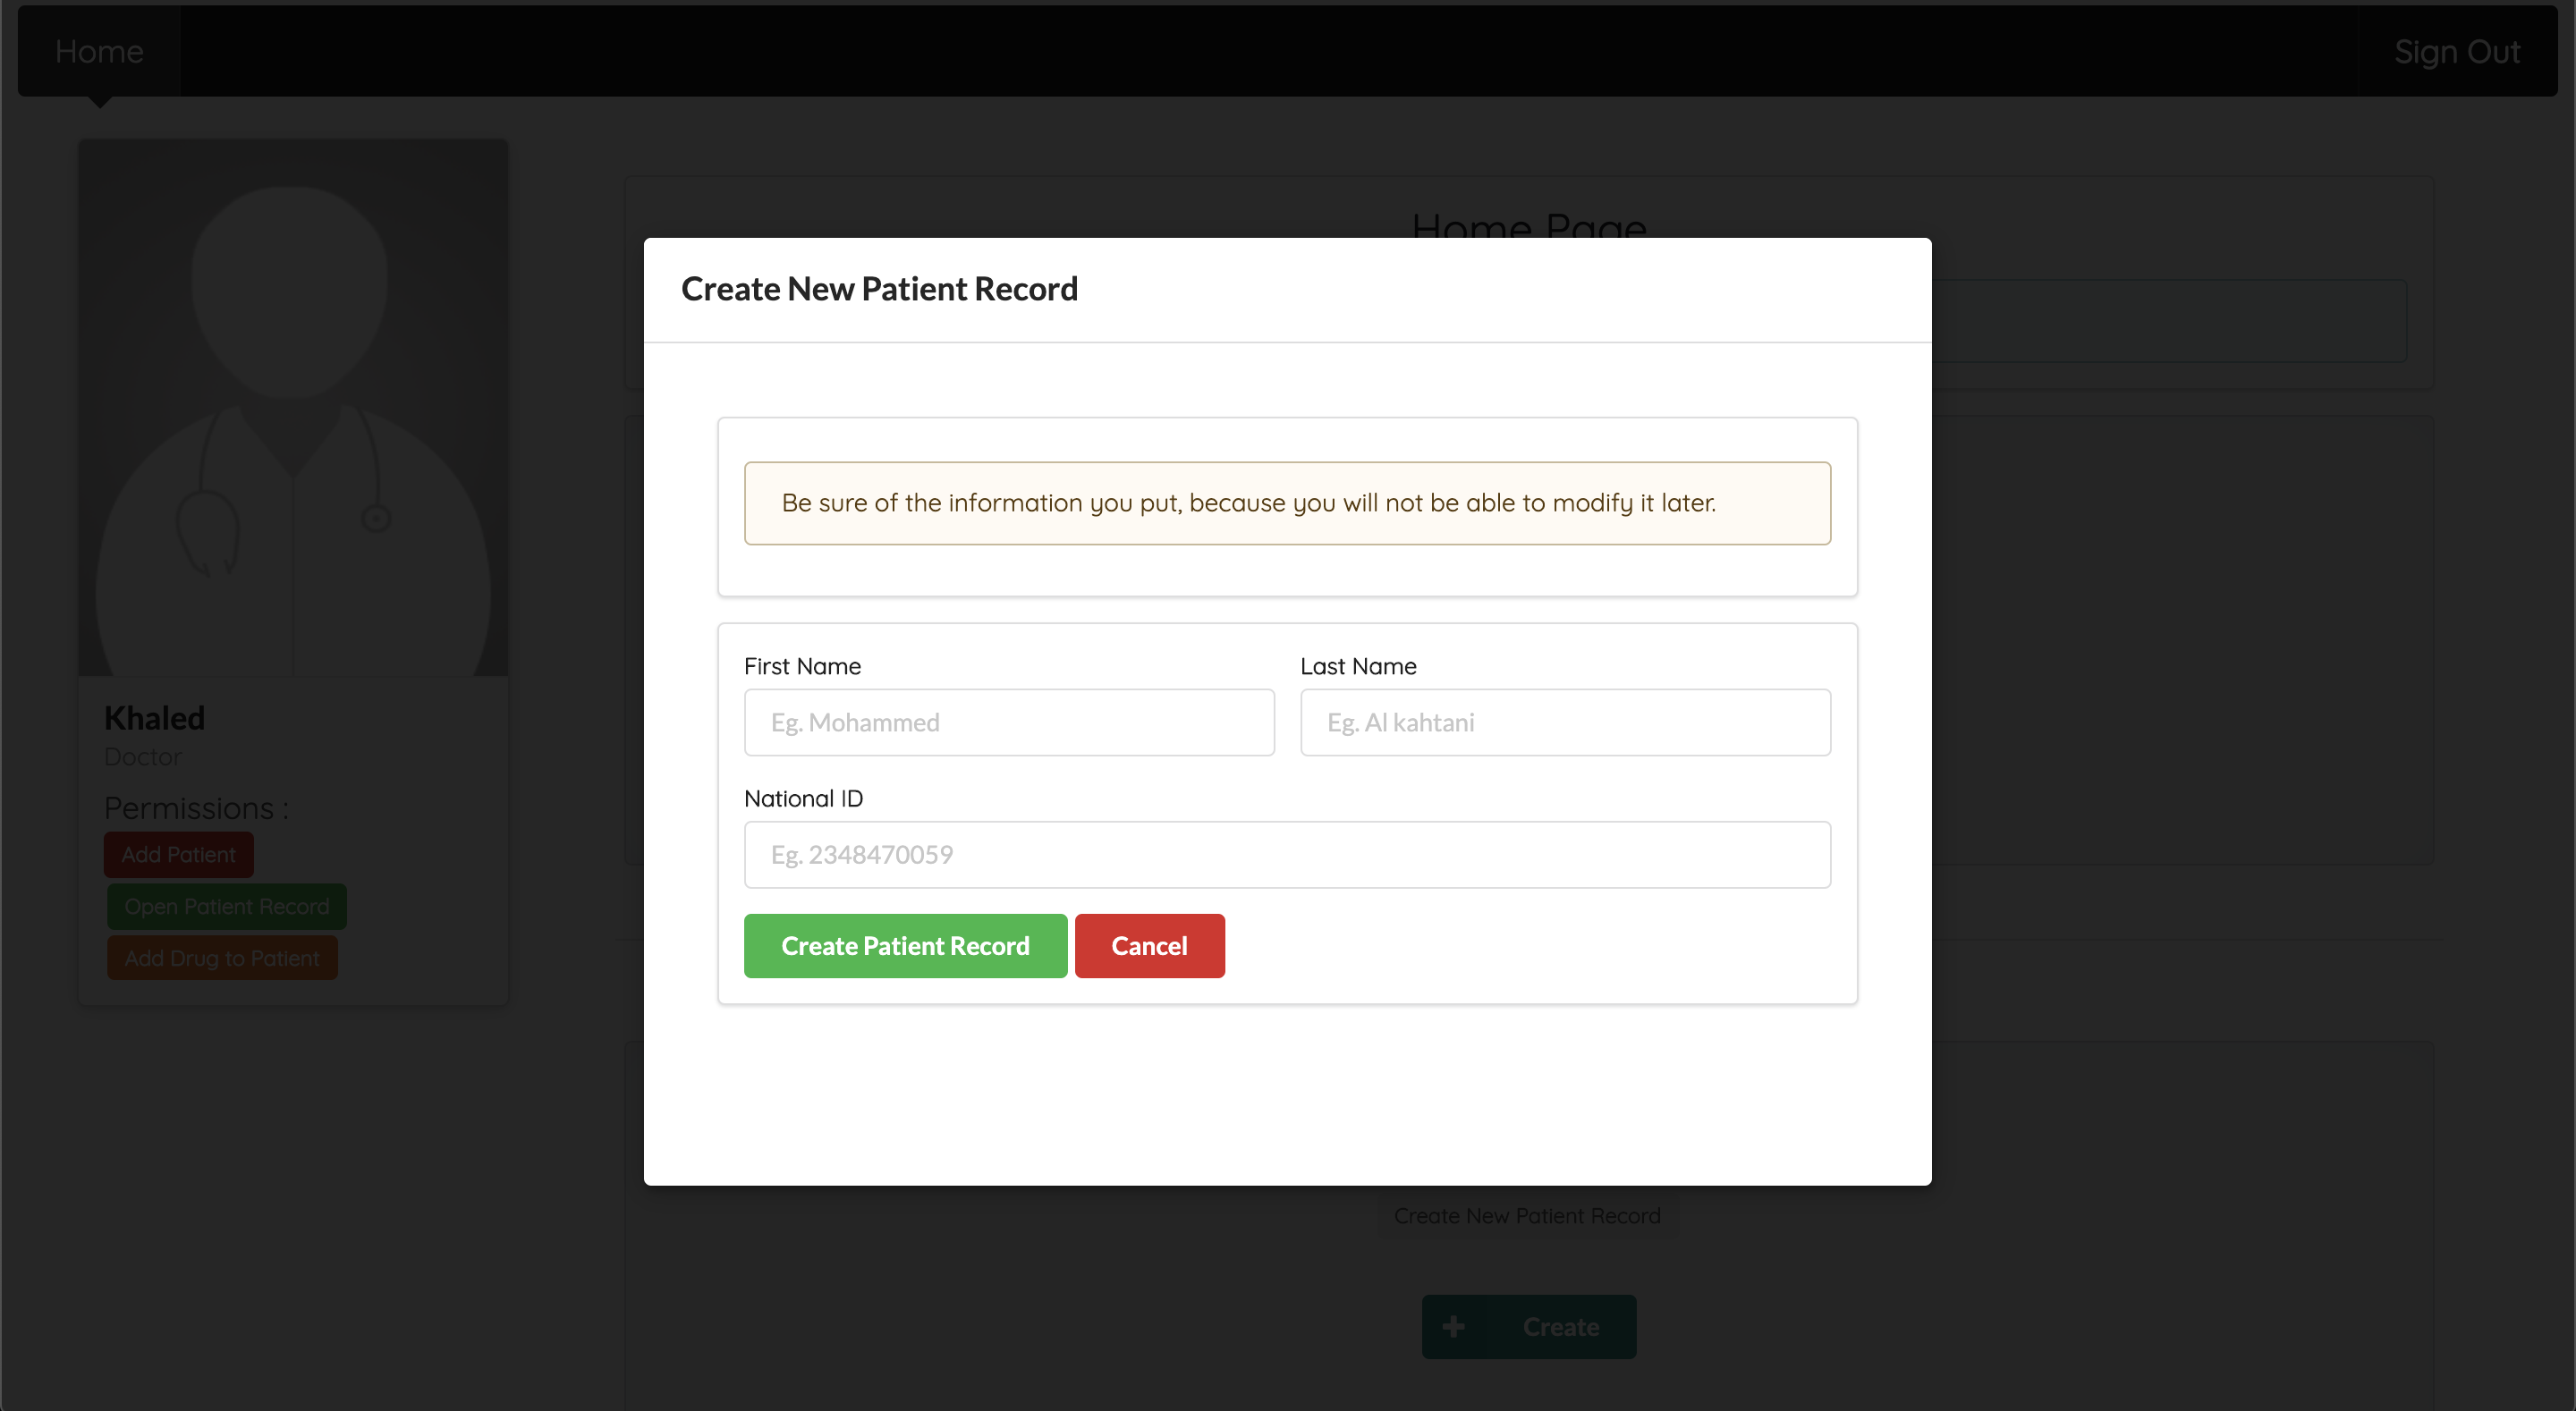 Home
Sign Out
Home Page
Create New Patient Record
Be sure of the information you put, because you will not be able to modify it later.
First Name
Last Name
Eg. Mohammed
Eg. Al kahtani
National ID
Eg. 2348470059
Create Patient Record
Cancel
Khaled
Doctor
Permissions :
Add Patient
Open Patient Record
Add Drug to Patient
Create New Patient Record
Create